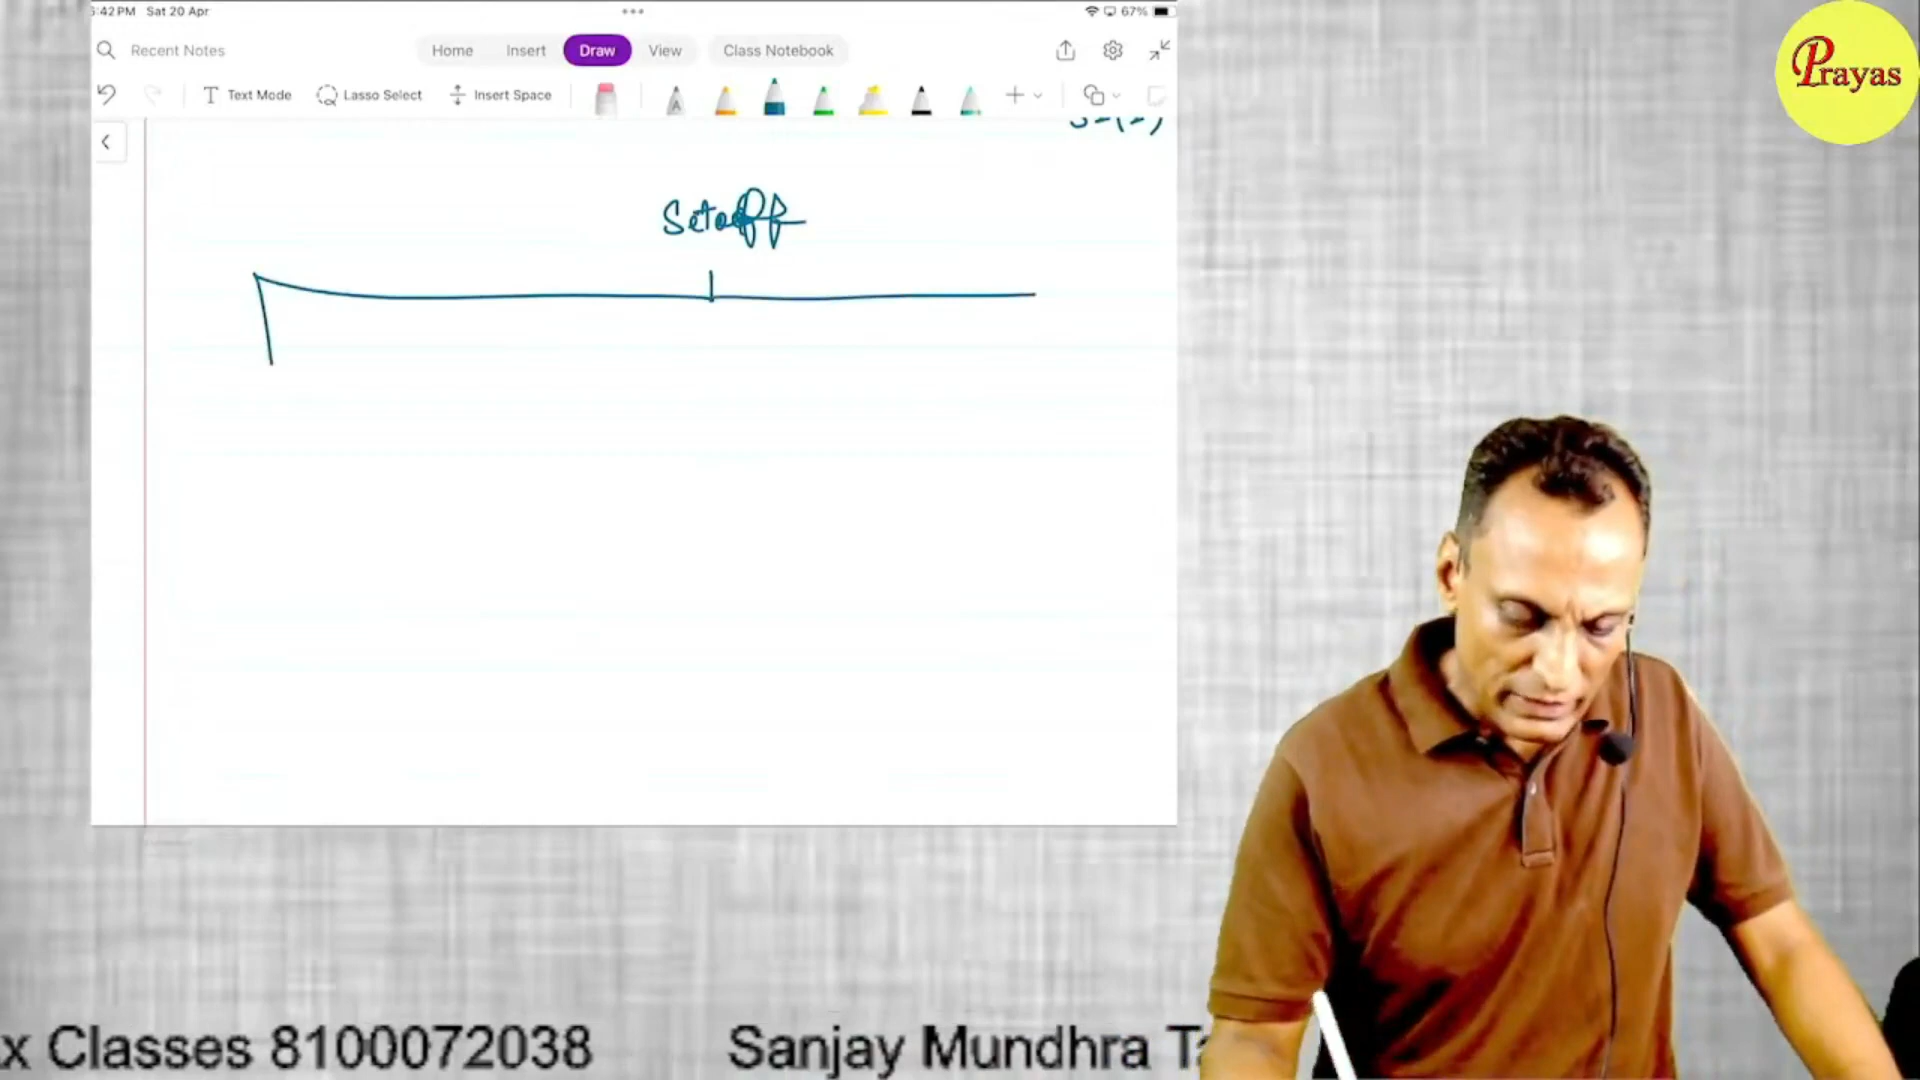 :42 PM Sat 20 Apr
67%
Recent Notes
Home Insert Draw View Class Notebook
Text Mode Lasso Select Insert Space
Prayas
Setoff
x Classes 8100072038 Sanjay Mundhra Ta